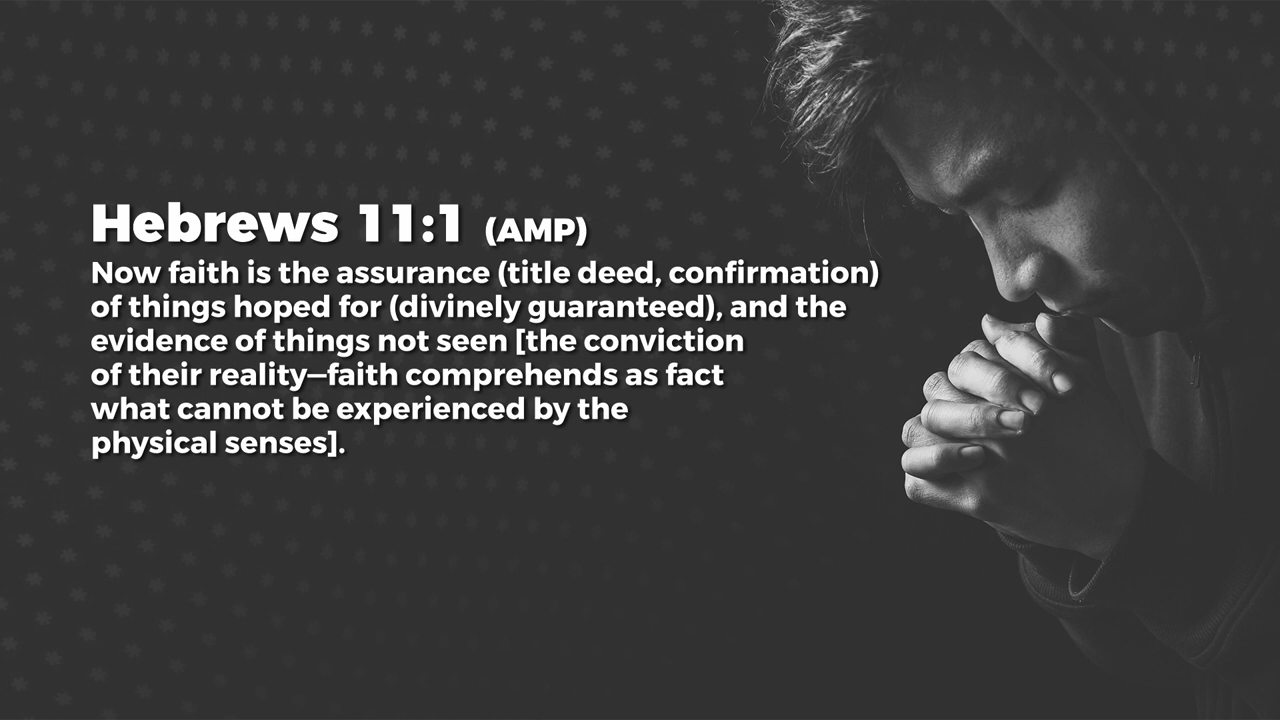 Hebrews 11:1 (AMP)
Now faith is the assurance (title deed, confirmation)
of things hoped for (divinely guaranteed), and the
evidence of things not seen [the conviction
of their reality—faith comprehends as fact
what cannot be experienced by the
physical senses].